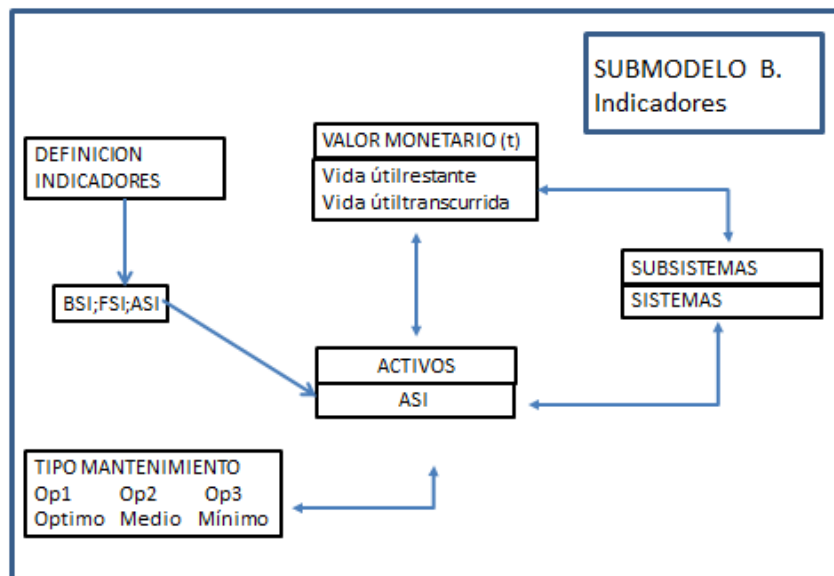 SUBMODELO B.
Indicadores
DEFINICION
INDICADORES
VALOR MONETARIO (t)
Vida útilrestante
Vida útiltranscurrida
SUBSISTEMAS
SISTEMAS
BSI;FSI;ASI
ACTIVOS
ASI
TIPO MANTENIMIENTO
Op1 Op2 Op3
Optimo Medio Mínimo